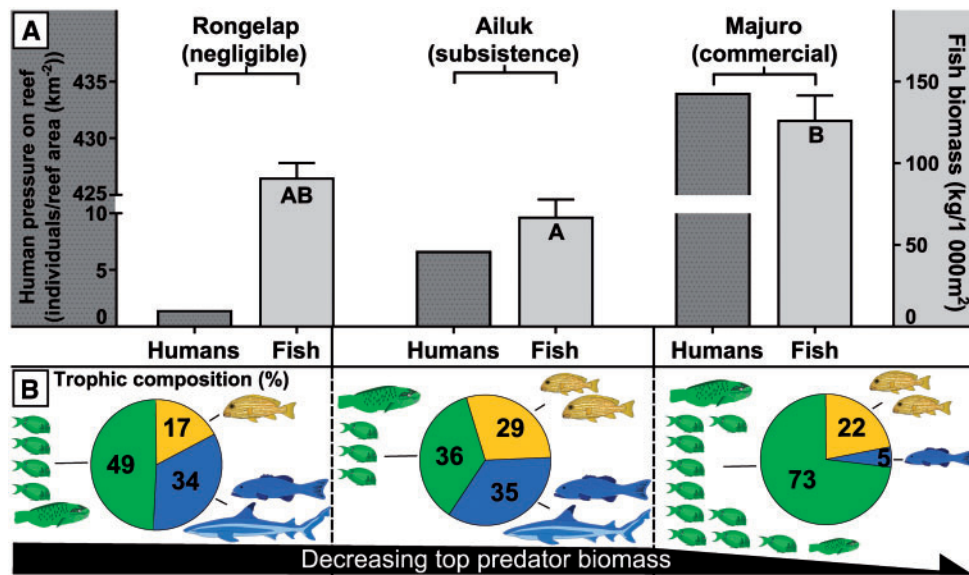 A
Rongelap
(negligible)
Ailuk
(subsistence)
Majuro
(commercial)
Human pressure on reef
(individuals/reef area (km⁻²))
435
430
425
10
5
0
AB
A
B
150
100
50
0
Fish biomass
(kg/1 000m²)
Humans
Fish
Humans
Fish
Humans
Fish
B
Trophic composition (%)
17
49
34
29
36
35
22
5
73
Decreasing top predator biomass